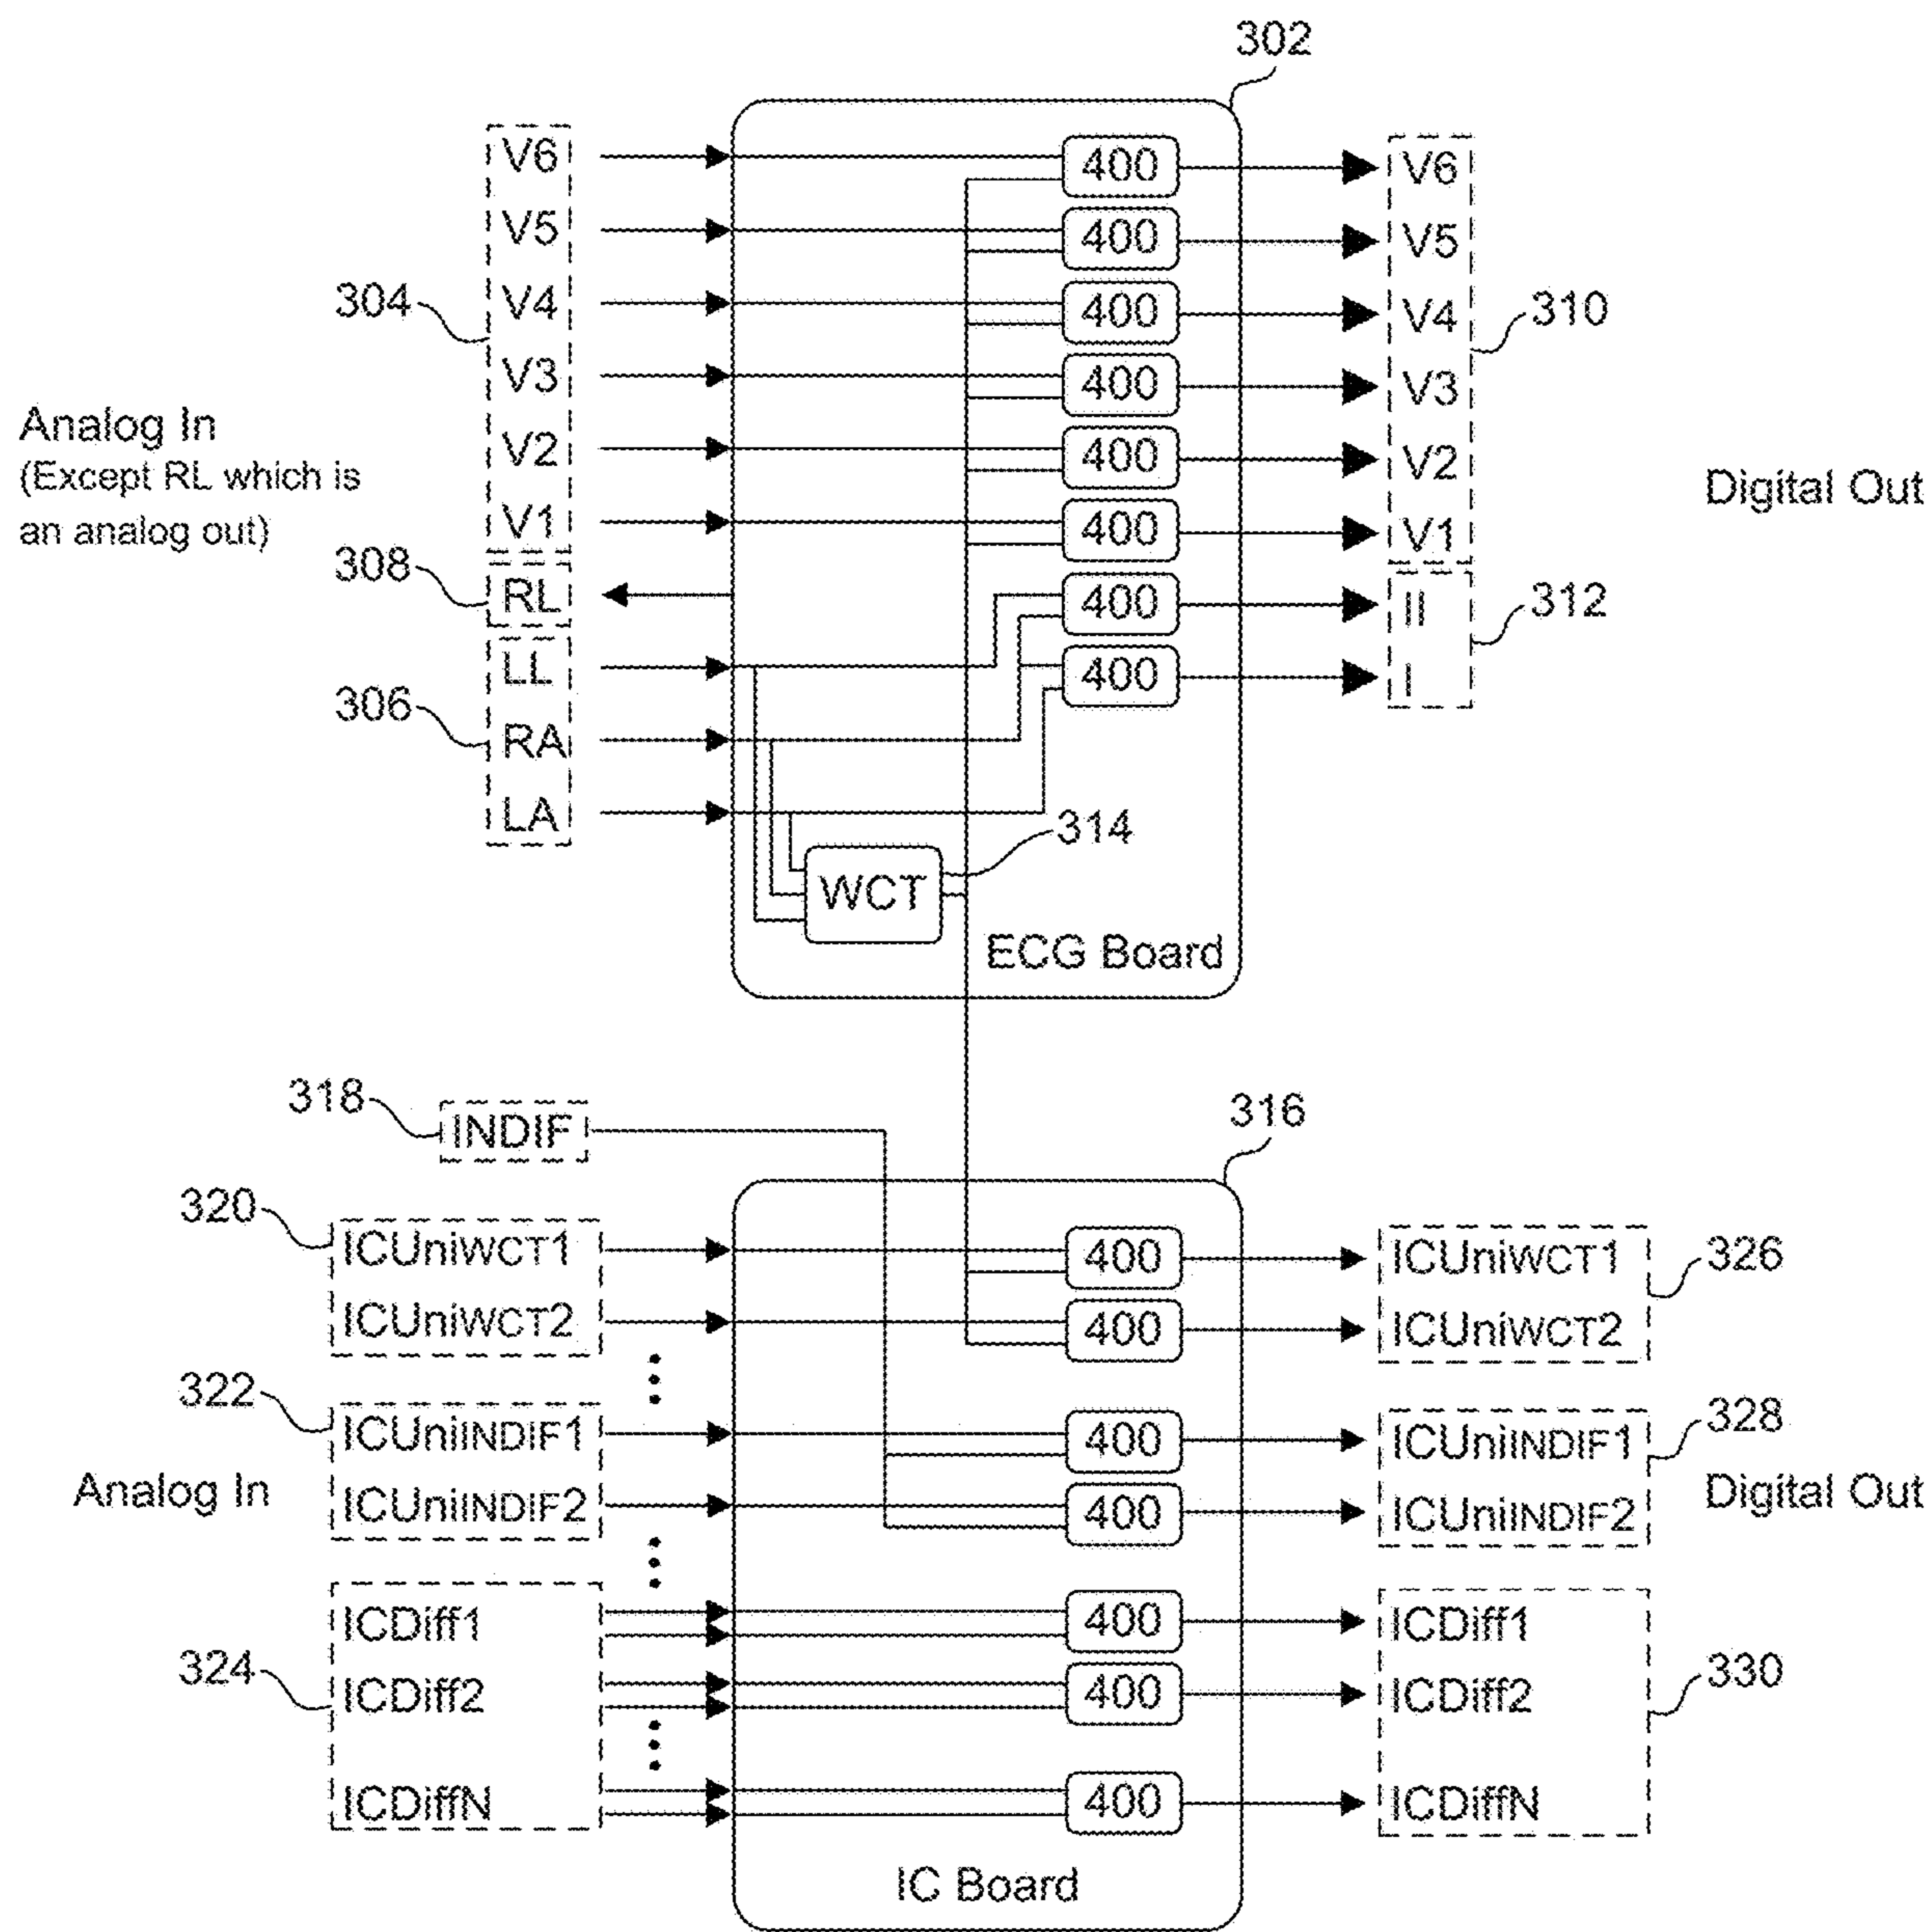 302
V6 400 V6
V5 400 V5
304 V4 400 V4 310
V3 400 V3
Analog In
(Except RL which is
an analog out)
V2 400 V2
Digital Out
V1 400 V1
308 RL 400 II 312
LL 400 I
306 RA
LA
314
WCT
ECG Board
318 INDIF
316
320 ICUniWCT1 400 ICUniWCT1 326
ICUniWCT2 400 ICUniWCT2
322 ICUniINDIF1 400 ICUniINDIF1 328
Analog In
ICUniINDIF2 400 ICUniINDIF2
Digital Out
ICDiff1 400 ICDiff1
324 ICDiff2 400 ICDiff2 330
ICDiffN 400 ICDiffN
IC Board